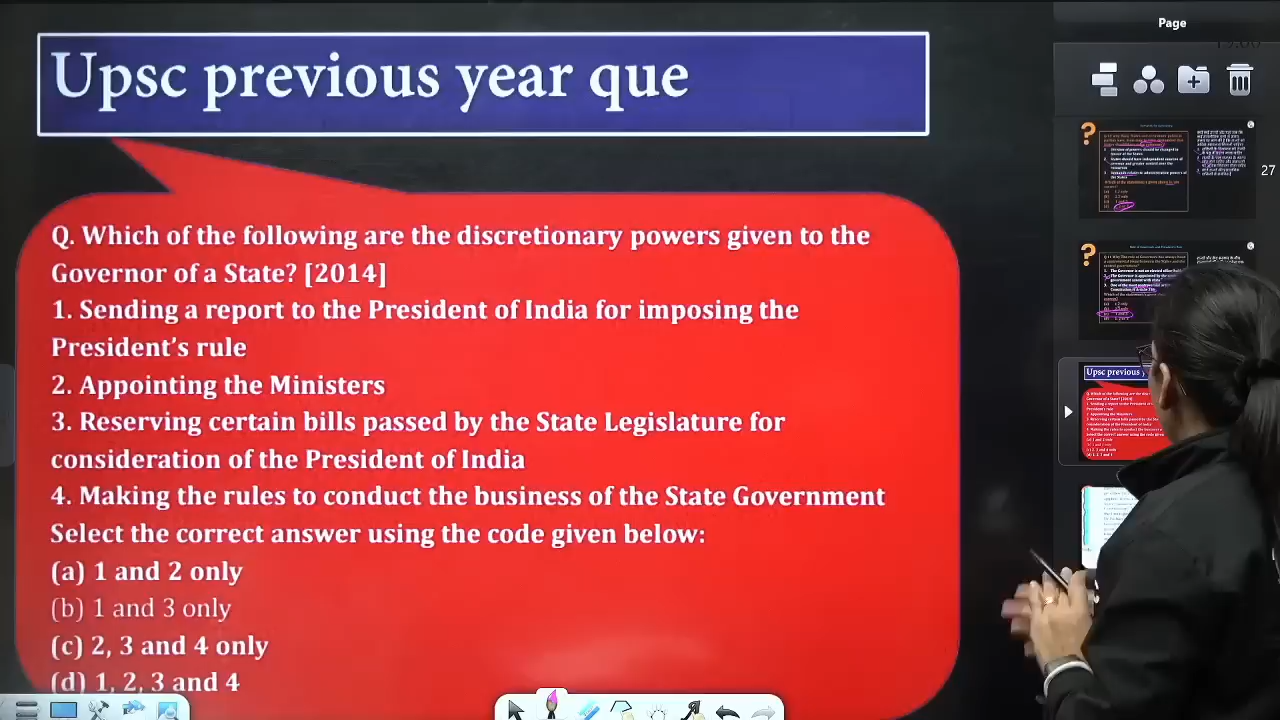 Upsc previous year que
Q. Which of the following are the discretionary powers given to the
Governor of a State? [2014]
1. Sending a report to the President of India for imposing the
President's rule
2. Appointing the Ministers
3. Reserving certain bills passed by the State Legislature for
consideration of the President of India
4. Making the rules to conduct the business of the State Government
Select the correct answer using the code given below:
(a) 1 and 2 only
(b) 1 and 3 only
(c) 2, 3 and 4 only
(d) 1, 2, 3 and 4
Page
27
Upsc previous